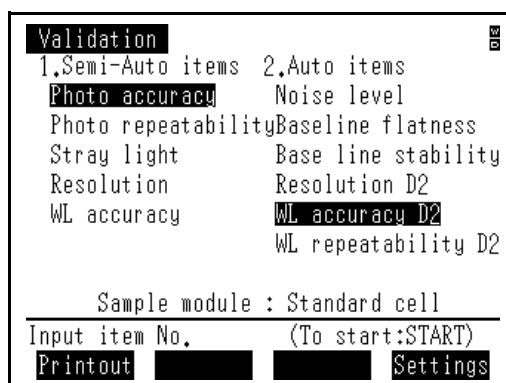 Validation WD
1.Semi-Auto items 2.Auto items
Photo accuracy Noise level
Photo repeatabilityBaseline flatness
Stray light Base line stability
Resolution Resolution D2
WL accuracy WL accuracy D2
WL repeatability D2
Sample module : Standard cell
Input item No. (To start:START)
Printout Settings